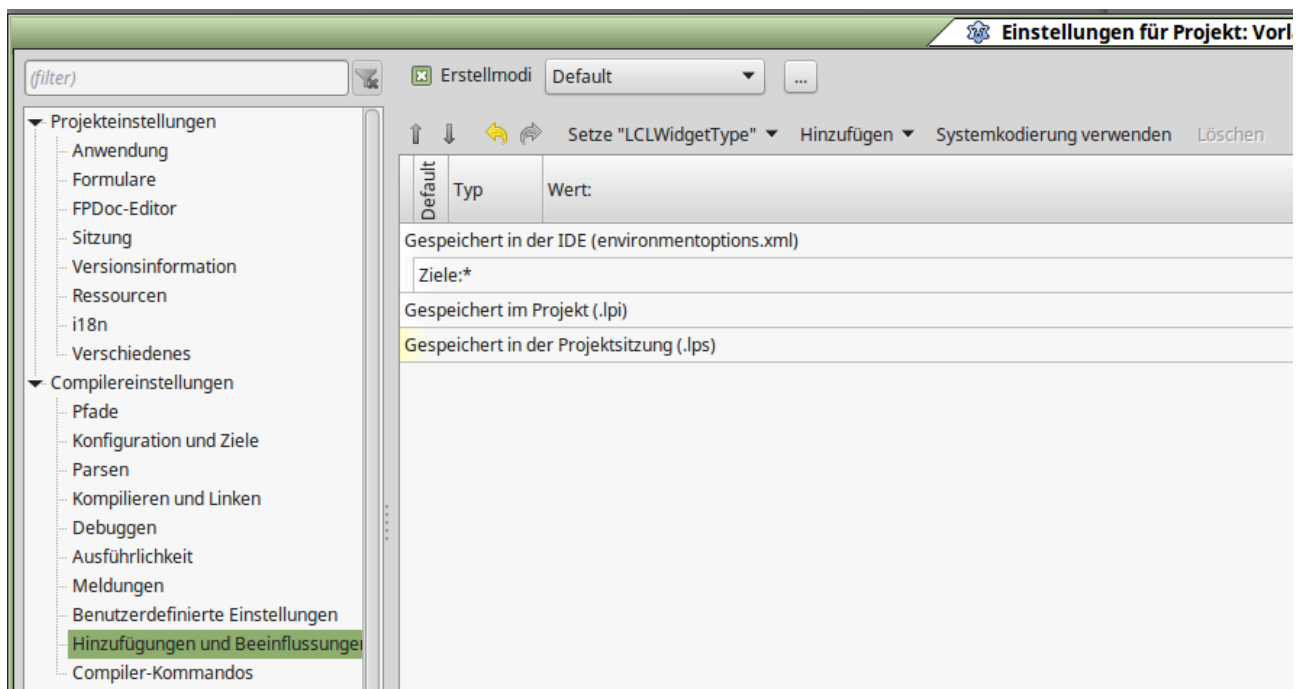 Einstellungen für Projekt: Vorl
(filter)
Erstellmodi Default ...
Projekteinstellungen
Anwendung
Formulare
FPDoc-Editor
Sitzung
Versionsinformation
Ressourcen
i18n
Verschiedenes
Compilereinstellungen
Pfade
Konfiguration und Ziele
Parsen
Kompilieren und Linken
Debuggen
Ausführlichkeit
Meldungen
Benutzerdefinierte Einstellungen
Hinzufügungen und Beeinflussungen
Compiler-Kommandos
Setze "LCLWidgetType" Hinzufügen Systemkodierung verwenden Löschen
Default Typ Wert:
Gespeichert in der IDE (environmentoptions.xml)
Ziele:*
Gespeichert im Projekt (.lpi)
Gespeichert in der Projektsitzung (.lps)